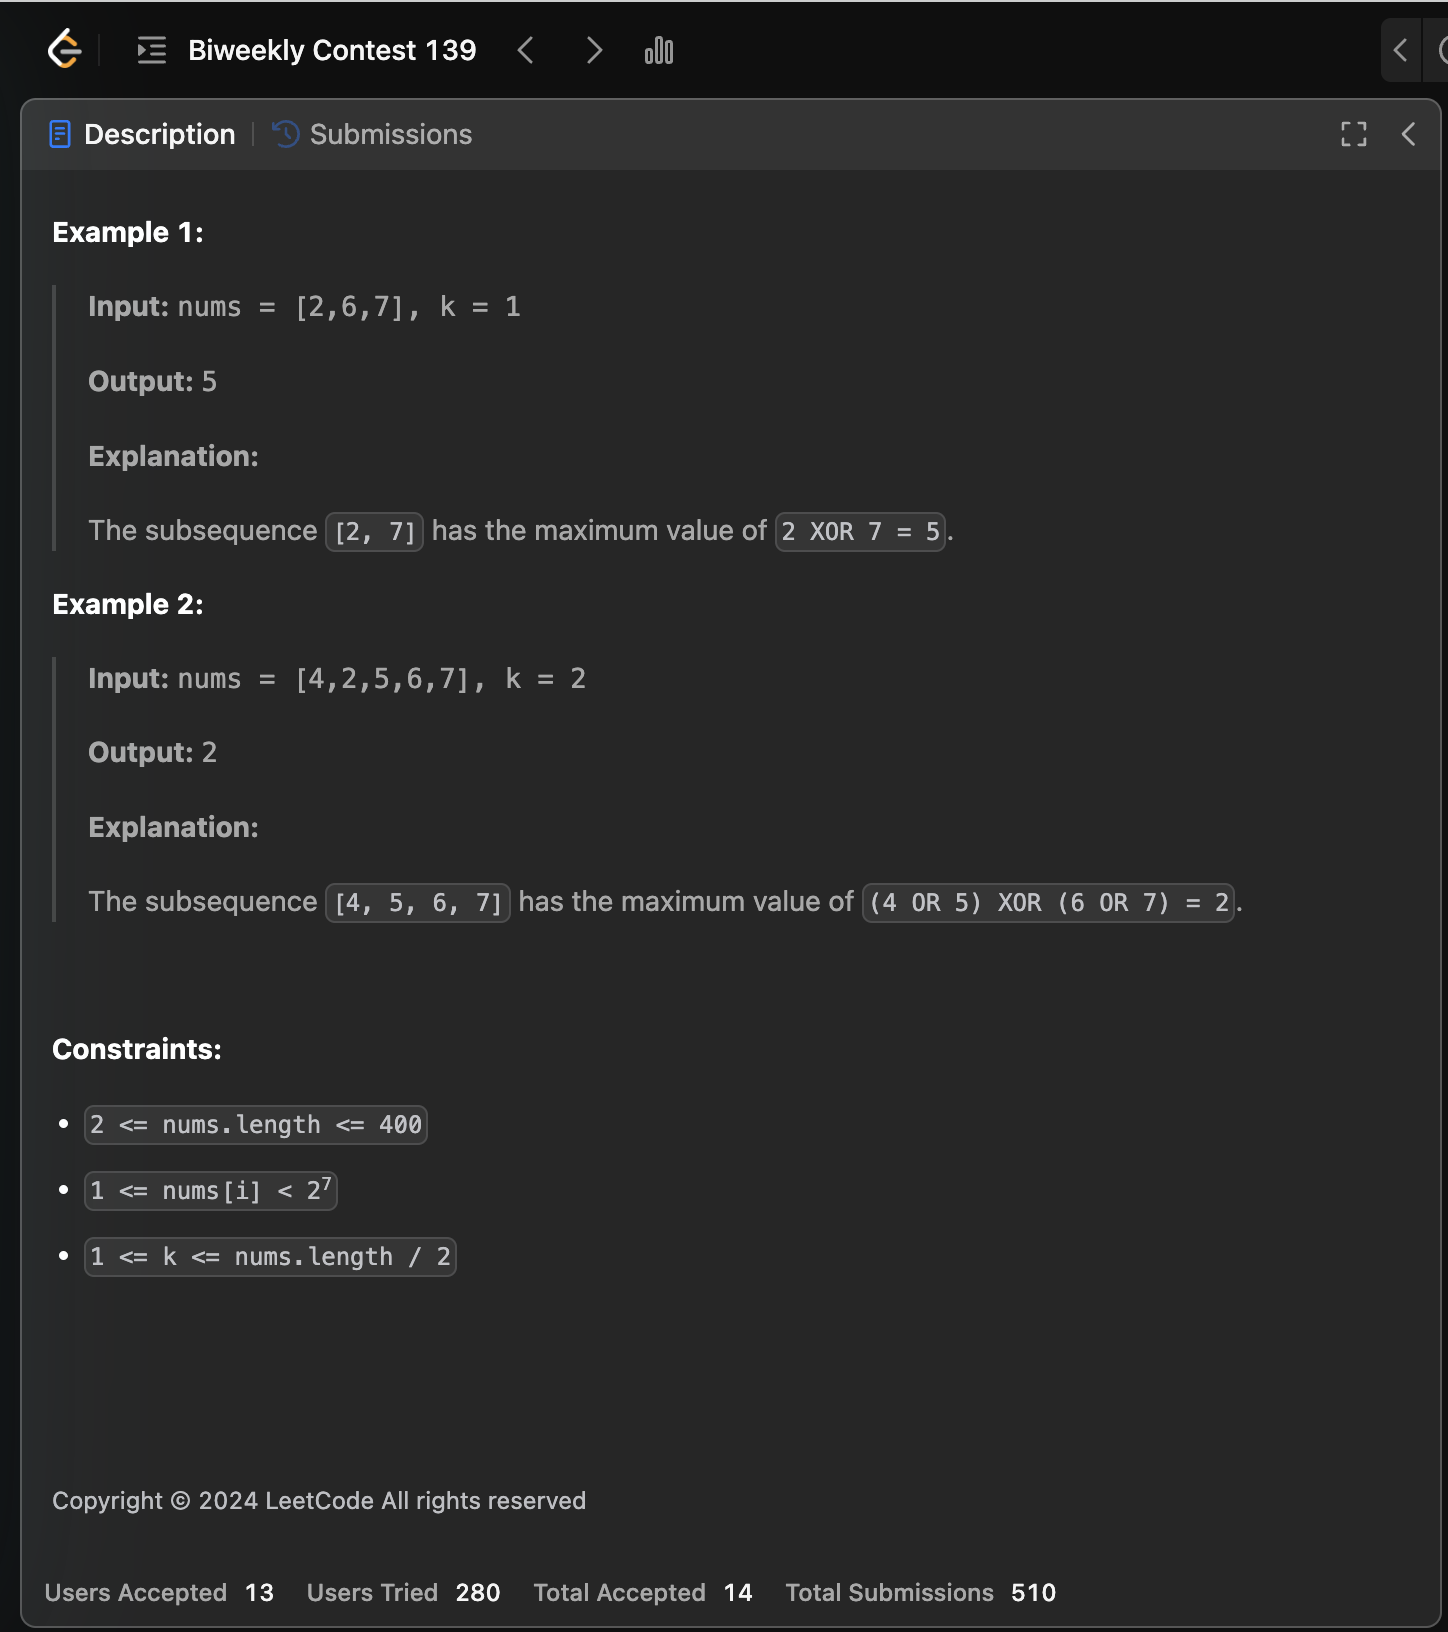 Biweekly Contest 139
Description Submissions
Example 1:
Input: nums = [2,6,7], k = 1
Output: 5
Explanation:
The subsequence [2, 7] has the maximum value of 2 XOR 7 = 5.
Example 2:
Input: nums = [4,2,5,6,7], k = 2
Output: 2
Explanation:
The subsequence [4, 5, 6, 7] has the maximum value of (4 OR 5) XOR (6 OR 7) = 2.
Constraints:
• 2 <= nums.length <= 400
• 1 <= nums[i] < 2⁷
• 1 <= k <= nums.length / 2
Copyright © 2024 LeetCode All rights reserved
Users Accepted 13 Users Tried 280 Total Accepted 14 Total Submissions 510